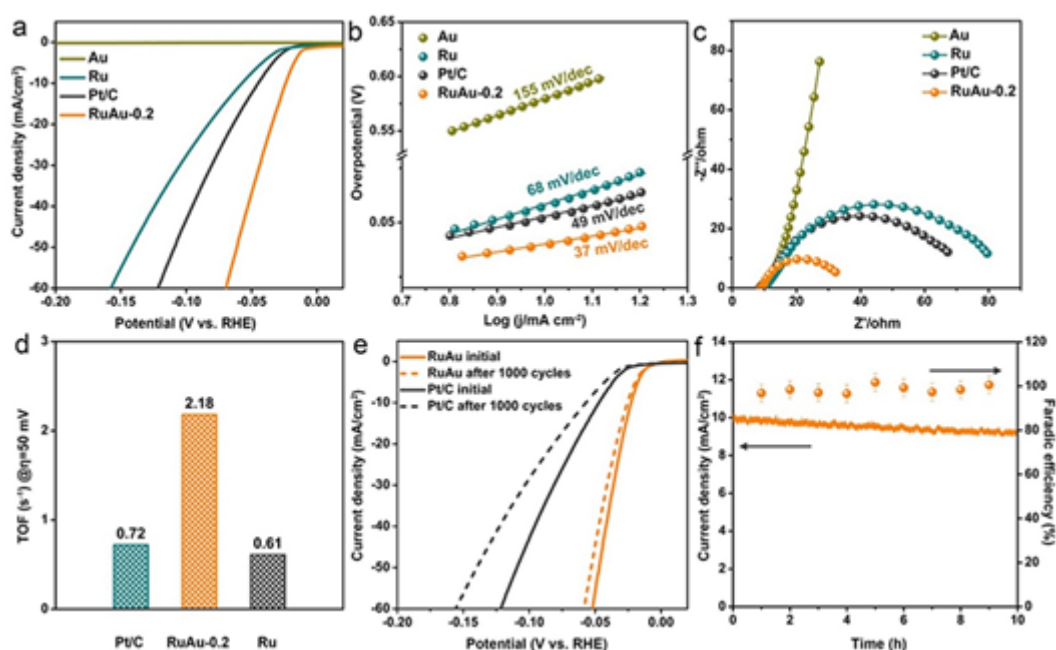 a
0
-10
-20
-30
-40
-50
-60
Current density (mA/cm²)
Au
Ru
Pt/C
RuAu-0.2
-0.20
-0.15
-0.10
-0.05
0.00
Potential (V vs. RHE)
b
0.65
0.60
0.55
0.05
Overpotential (V)
Au
Ru
Pt/C
RuAu-0.2
155 mV/dec
68 mV/dec
49 mV/dec
37 mV/dec
0.7
0.8
0.9
1.0
1.1
1.2
1.3
Log (j/mA cm⁻²)
c
-80
-60
-40
-20
0
-Z''/ohm
Au
Ru
Pt/C
RuAu-0.2
0
20
40
60
80
Z'/ohm
d
3
2
1
0
TOF (s⁻¹) @η=50 mV
0.72
2.18
0.61
Pt/C
RuAu-0.2
Ru
e
0
-10
-20
-30
-40
-50
-60
Current density (mA/cm²)
RuAu initial
RuAu after 1000 cycles
Pt/C initial
Pt/C after 1000 cycles
-0.20
-0.15
-0.10
-0.05
0.00
Potential (V vs. RHE)
f
14
12
10
8
6
4
2
0
Current density (mA/cm²)
120
100
80
60
40
20
0
Faradic efficiency (%)
0
2
4
6
8
10
Time (h)